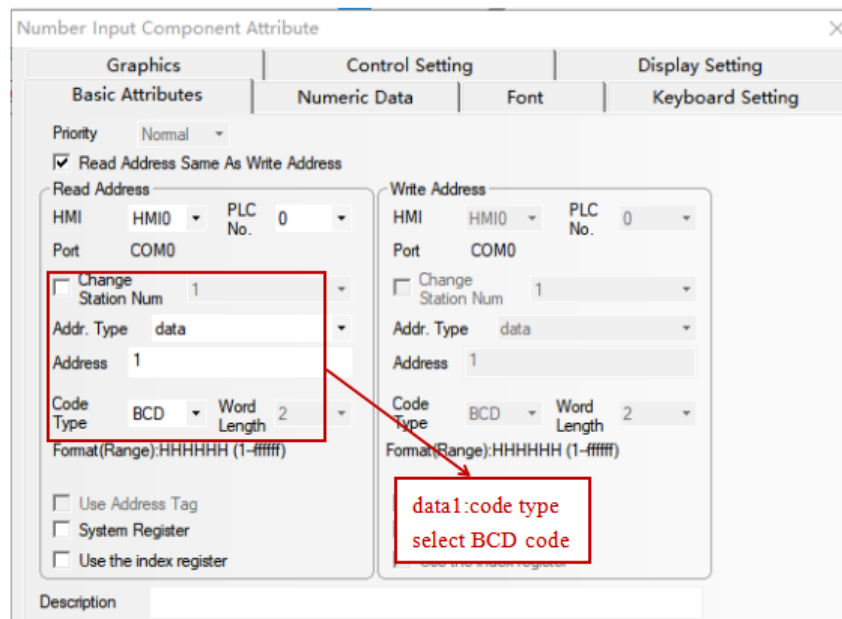 Number Input Component Attribute
Graphics Control Setting Display Setting
Basic Attributes Numeric Data Font Keyboard Setting
Priority Normal
Read Address Same As Write Address
Read Address
HMI HMI0 PLC No. 0
Port COM0
Change Station Num 1
Addr. Type data
Address 1
Code Type BCD Word Length 2
Format(Range):HHHHHH (1--ffffff)
Use Address Tag
System Register
Use the index register
Write Address
HMI HMI0 PLC No. 0
Port COM0
Change Station Num 1
Addr. Type data
Address 1
Code Type BCD Word Length 2
Format(Range):HHHHHH (1--ffffff)
data1:code type
select BCD code
Description